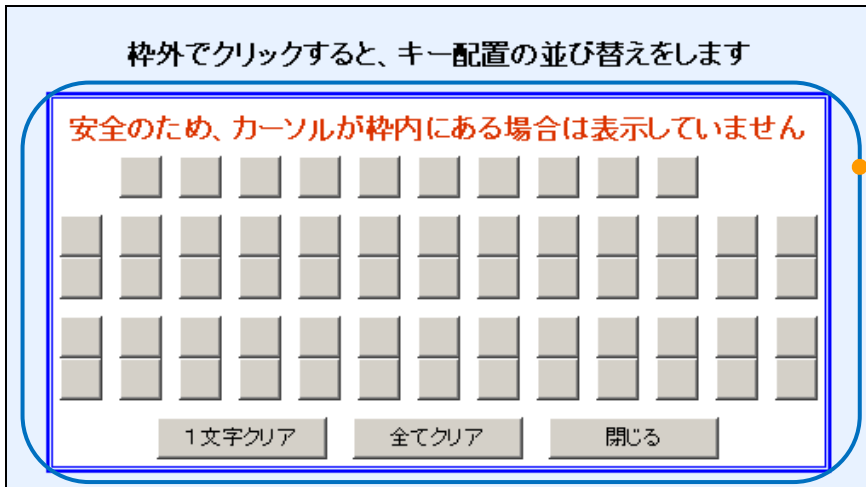 枠外でクリックすると、キー配置の並び替えをします
安全のため、カーソルが枠内にある場合は表示していません
1文字クリア 全てクリア 閉じる